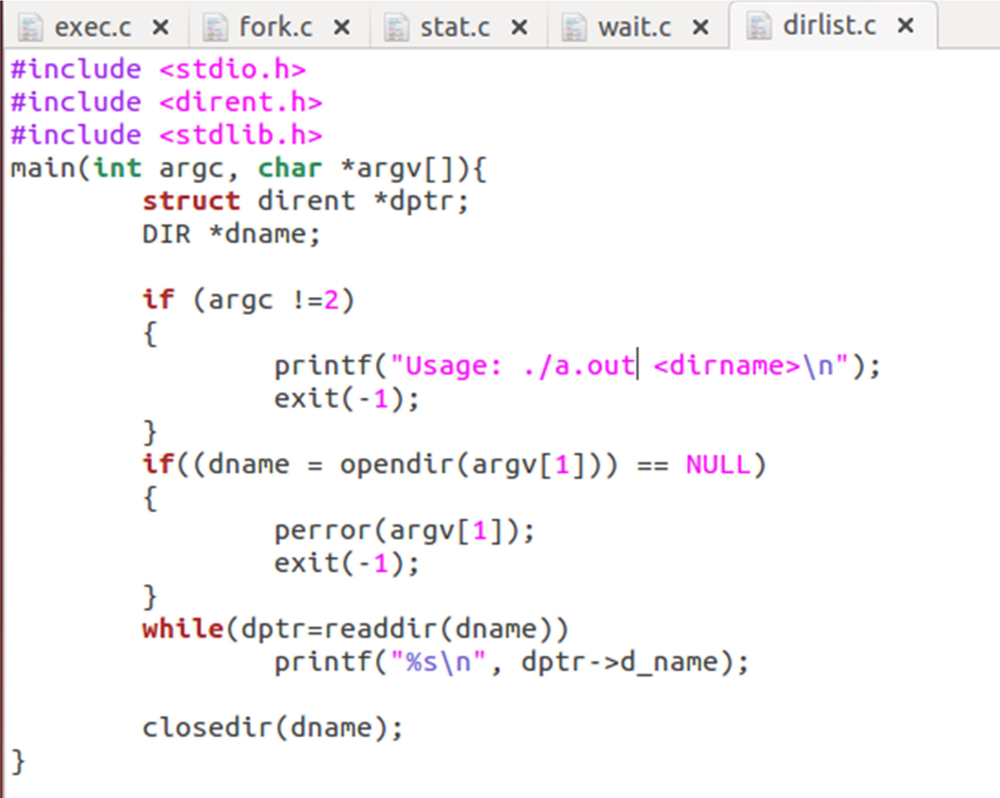 exec.c × fork.c × stat.c × wait.c × dirlist.c ×
#include <stdio.h>
#include <dirent.h>
#include <stdlib.h>
main(int argc, char *argv[]){
struct dirent *dptr;
DIR *dname;
if (argc !=2)
{
printf("Usage: ./a.out <dirname>\n");
exit(-1);
}
if((dname = opendir(argv[1])) == NULL)
{
perror(argv[1]);
exit(-1);
}
while(dptr=readdir(dname))
printf("%s\n", dptr->d_name);
closedir(dname);
}